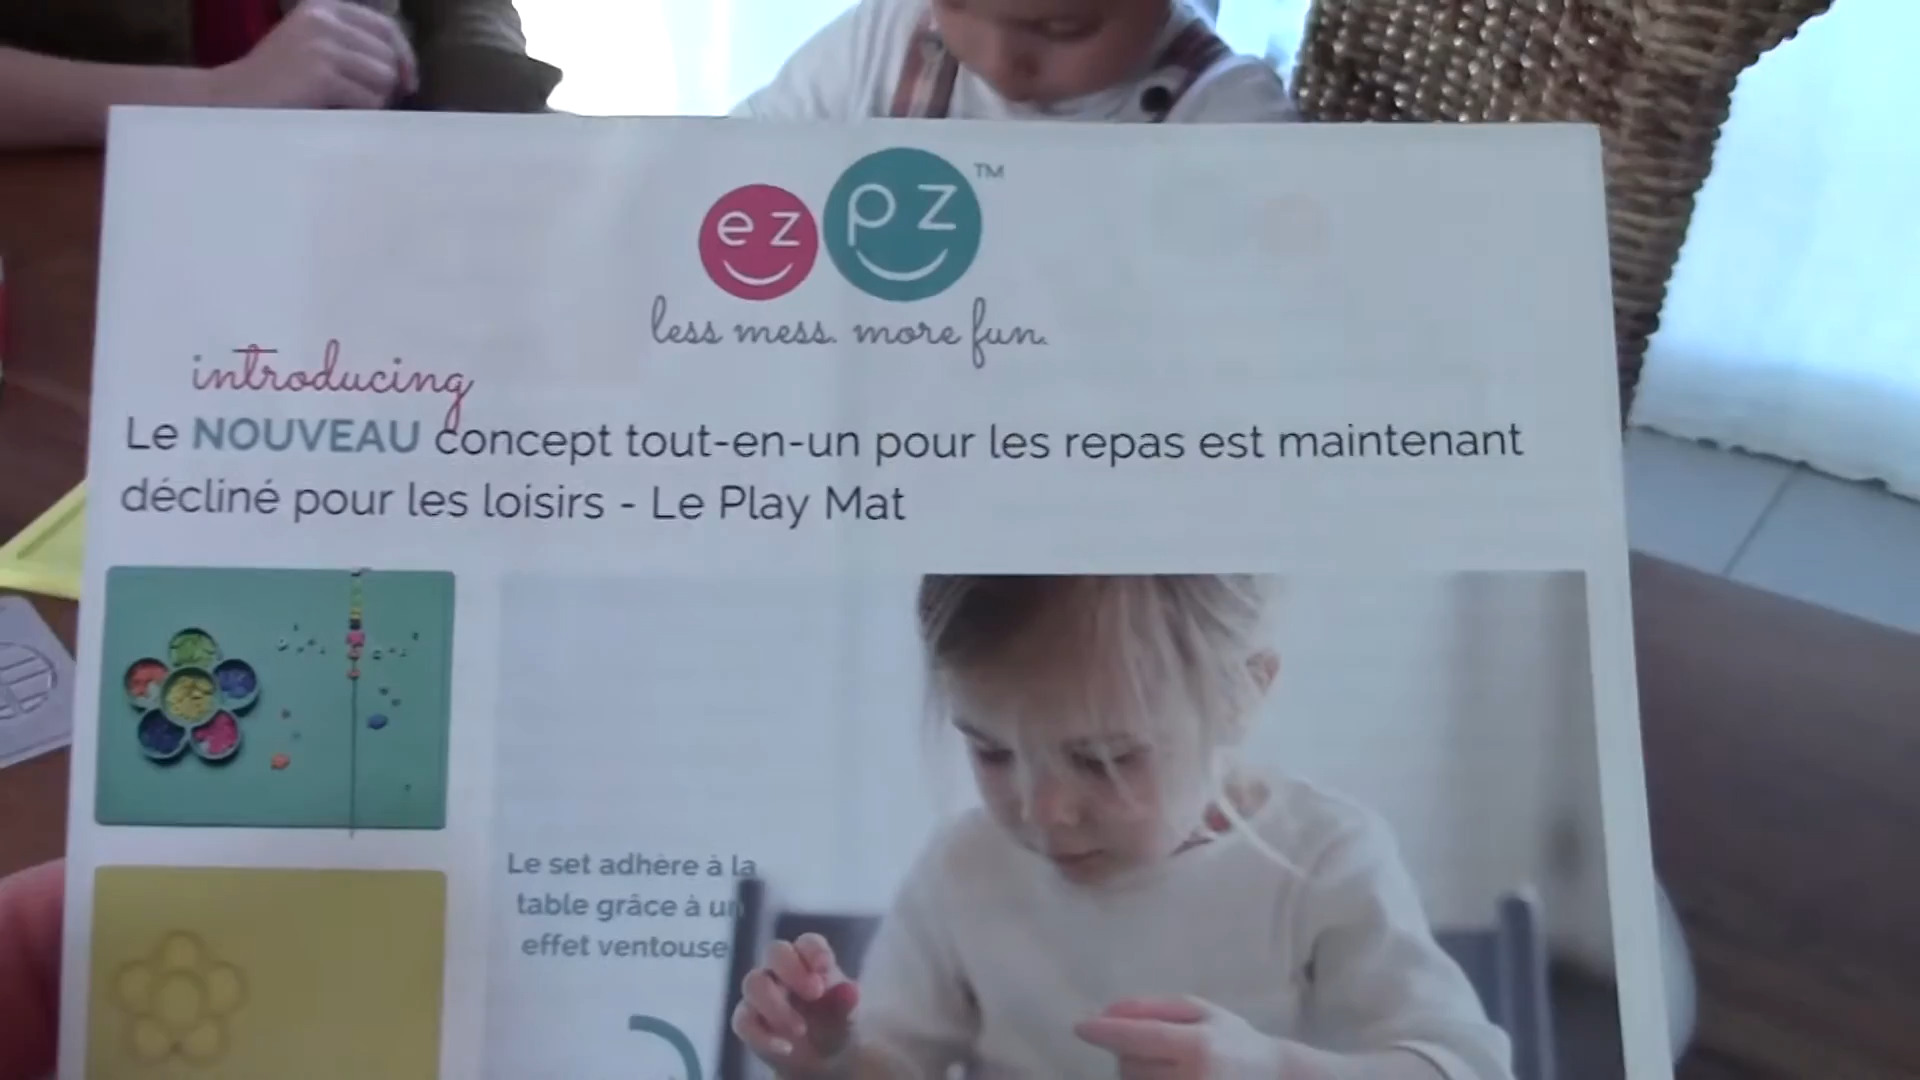 ez pz™
less mess. more fun.
introducing
Le NOUVEAU concept tout-en-un pour les repas est maintenant
décliné pour les loisirs - Le Play Mat
Le set adhère à la
table grâce à un
effet ventouse